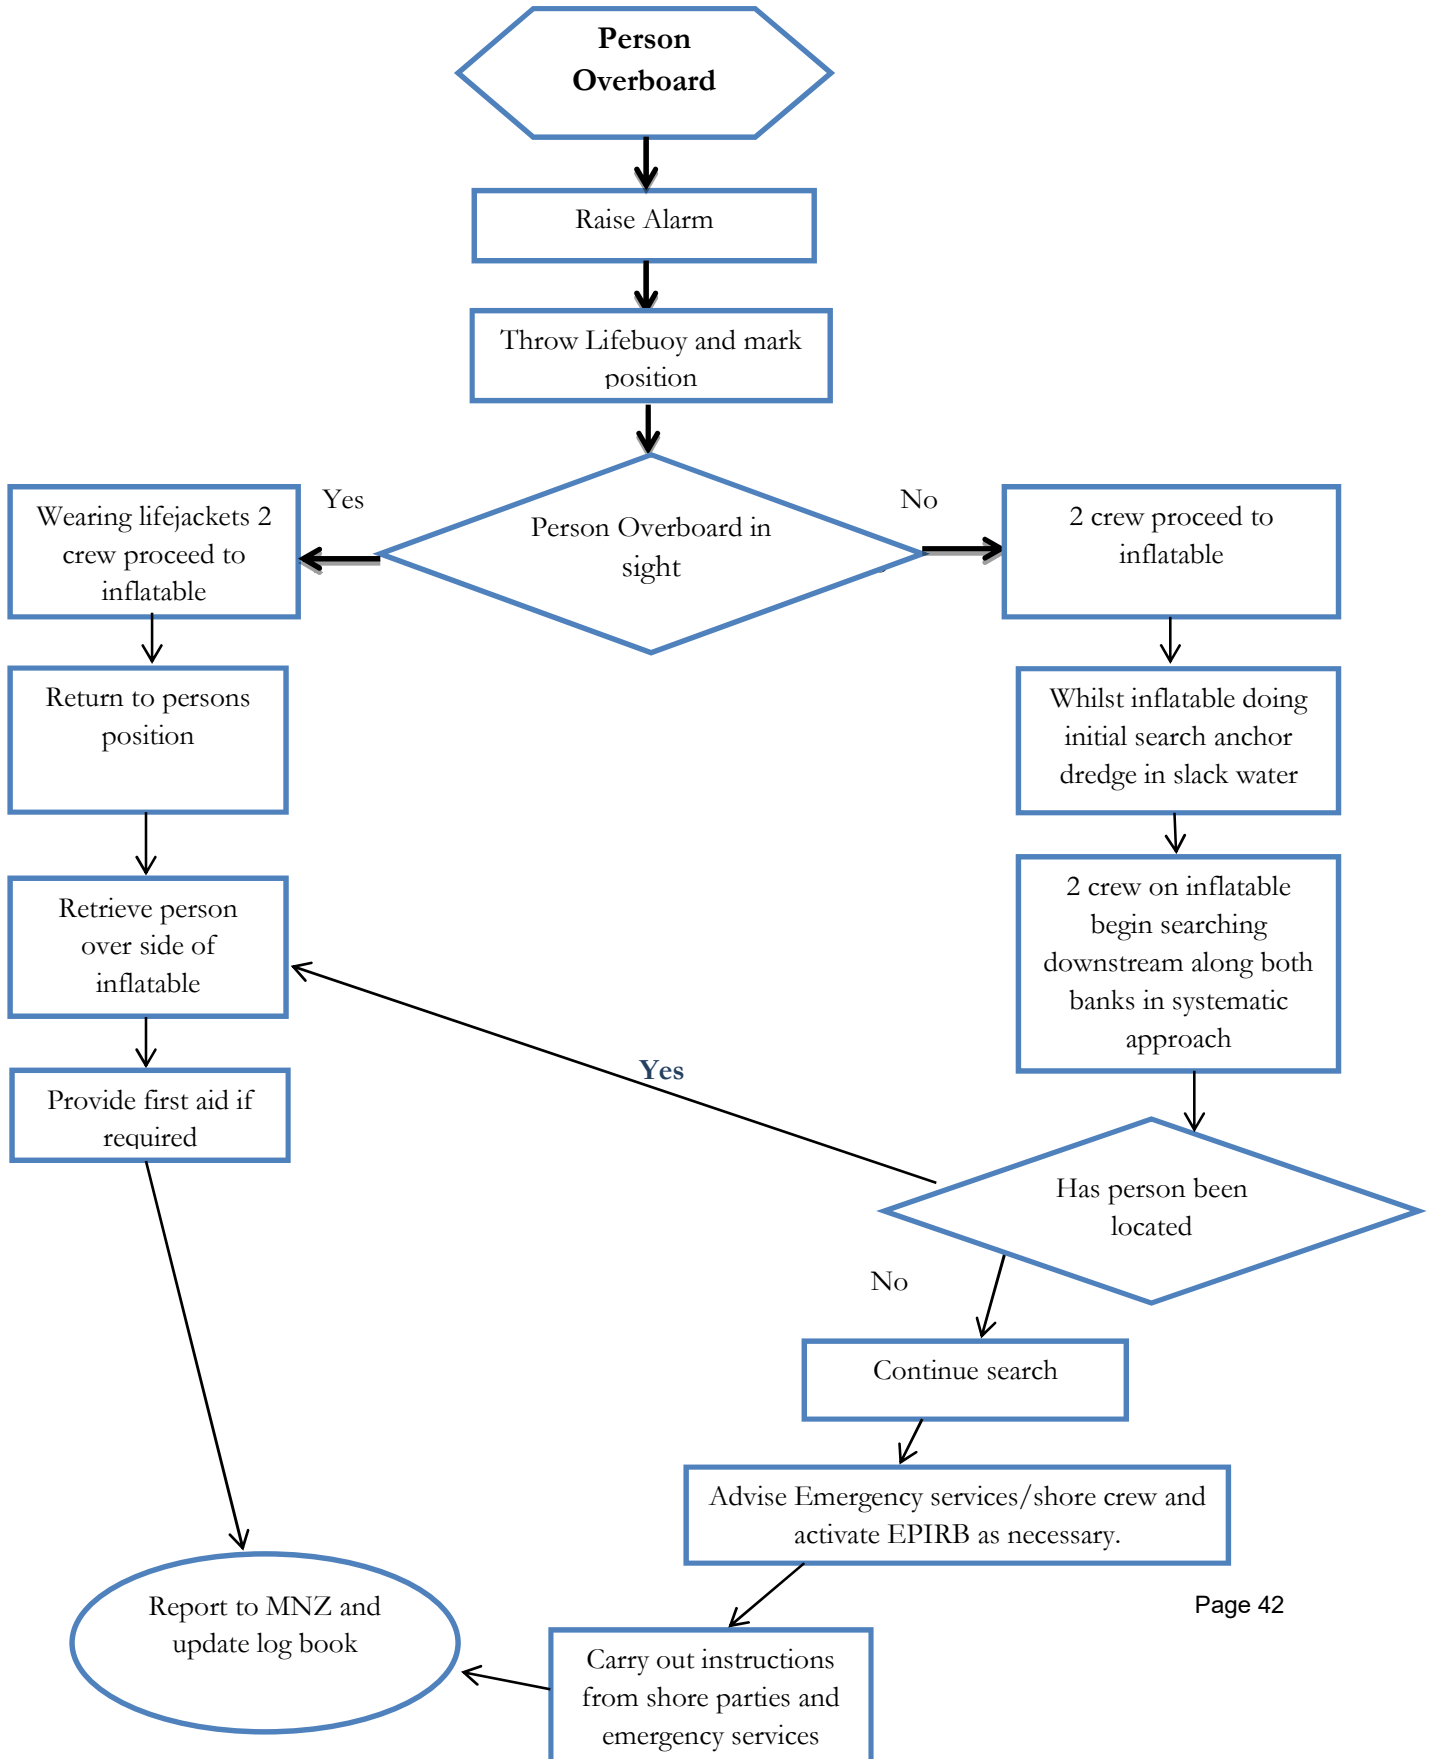 Person
Overboard
Raise Alarm
Throw Lifebuoy and mark
position
Yes
No
Person Overboard in
sight
Wearing lifejackets 2
crew proceed to
inflatable
2 crew proceed to
inflatable
Return to persons
position
Whilst inflatable doing
initial search anchor
dredge in slack water
Retrieve person
over side of
inflatable
2 crew on inflatable
begin searching
downstream along both
banks in systematic
approach
Yes
Provide first aid if
required
Has person been
located
No
Continue search
Advise Emergency services/shore crew and
activate EPIRB as necessary.
Report to MNZ and
update log book
Page 42
Carry out instructions
from shore parties and
emergency services